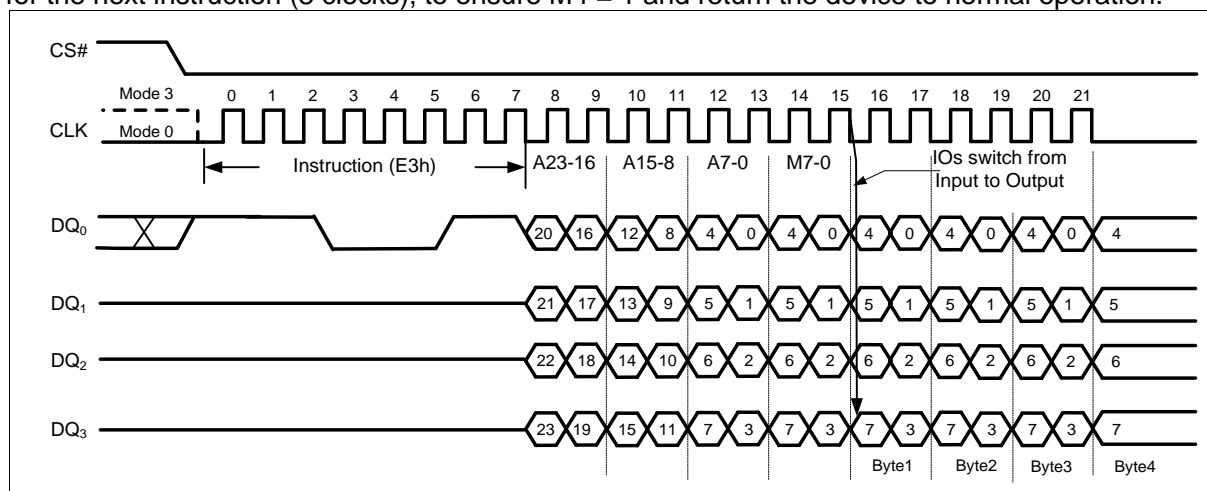 for the next instruction (8 clocks), to ensure M4 = 1 and return the device to normal operation.
CS#
Mode 3
0 1 2 3 4 5 6 7 8 9 10 11 12 13 14 15 16 17 18 19 20 21
CLK
Mode 0
Instruction (E3h)
A23-16 A15-8 A7-0 M7-0
IOs switch from
Input to Output
DQ0 20 16 12 8 4 0 4 0 4 0 4 0 4 0 4
DQ1 21 17 13 9 5 1 5 1 5 1 5 1 5 1 5
DQ2 22 18 14 10 6 2 6 2 6 2 6 2 6 2 6
DQ3 23 19 15 11 7 3 7 3 7 3 7 3 7 3 7
Byte1 Byte2 Byte3 Byte4